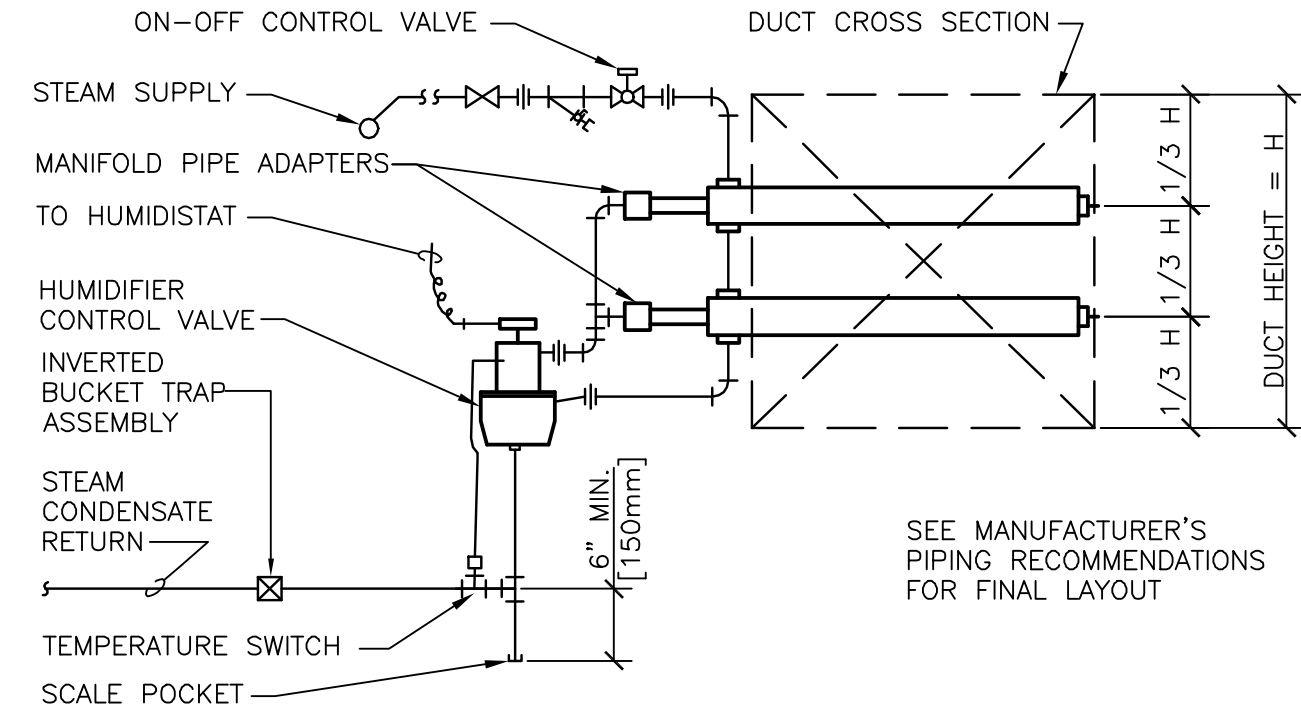 ON-OFF CONTROL VALVE
DUCT CROSS SECTION
STEAM SUPPLY
MANIFOLD PIPE ADAPTERS
TO HUMIDISTAT
HUMIDIFIER
CONTROL VALVE
INVERTED
BUCKET TRAP
ASSEMBLY
STEAM
CONDENSATE
RETURN
TEMPERATURE SWITCH
SCALE POCKET
6" MIN.
[150mm]
1/3 H
1/3 H
1/3 H
DUCT HEIGHT = H
SEE MANUFACTURER'S
PIPING RECOMMENDATIONS
FOR FINAL LAYOUT